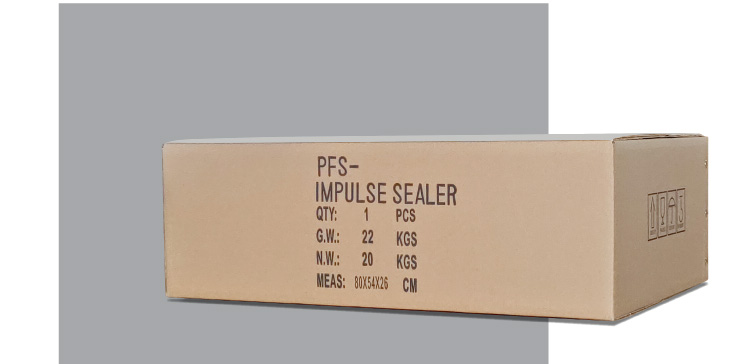 PFS-
IMPULSE SEALER
QTY: 1 PCS
G.W.: 22 KGS
N.W.: 20 KGS
MEAS: 80X54X26 CM